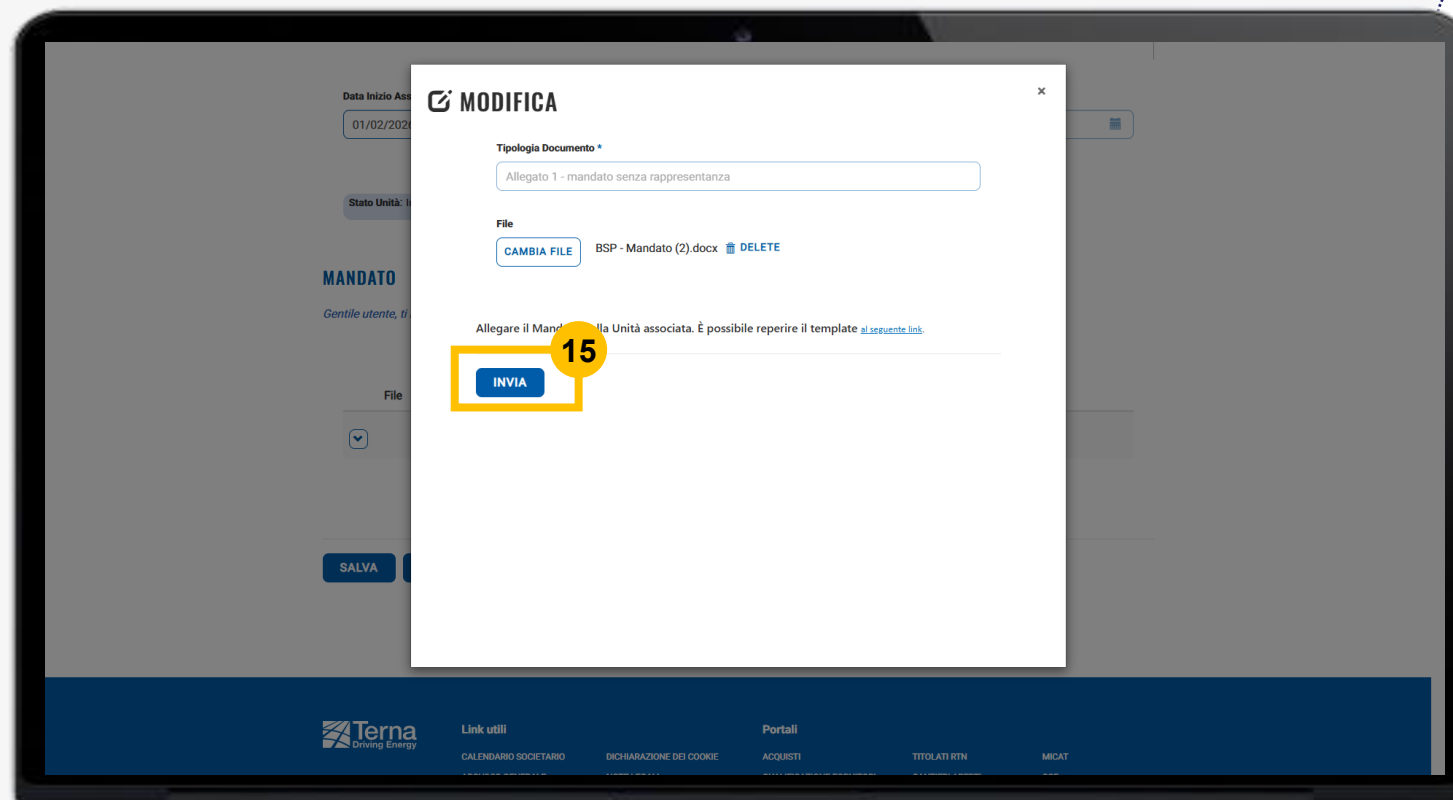 Data Inizio Ass
01/02/2026
MODIFICA
×
Tipologia Documento *
Allegato 1 - mandato senza rappresentanza
Stato Unità:
File
CAMBIA FILE
BSP - Mandato (2).docx
DELETE
MANDATO
Gentile utente, ti
Allegare il Mand la Unità associata. È possibile reperire il template al seguente link.
15
INVIA
File
SALVA
Terna
Driving Energy
Link utili
Portali
CALENDARIO SOCIETARIO
DICHIARAZIONE DEI COOKIE
ACQUISTI
TITOLATI RTN
MICAT